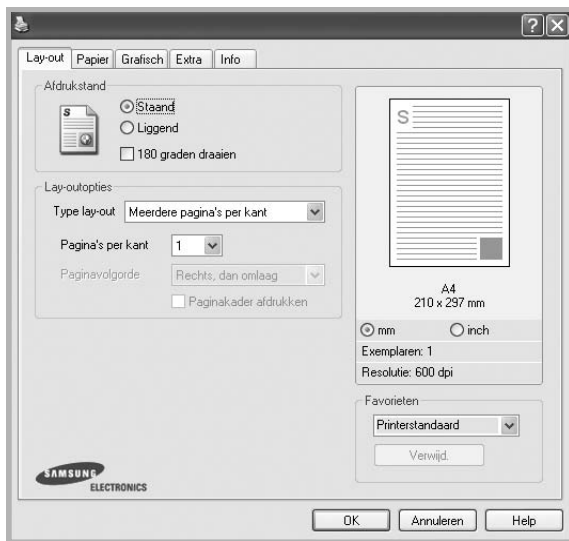 Lay-out Papier Grafisch Extra Info
Afdrukstand
Staand
Liggend
180 graden draaien
Lay-outopties
Type lay-out Meerdere pagina's per kant
Pagina's per kant 1
Paginavolgorde Rechts, dan omlaag
Paginakader afdrukken
S
S
A4
210 x 297 mm
mm inch
Exemplaren: 1
Resolutie: 600 dpi
Favorieten
Printerstandaard
Verwijd.
SAMSUNG
ELECTRONICS
OK Annuleren Help